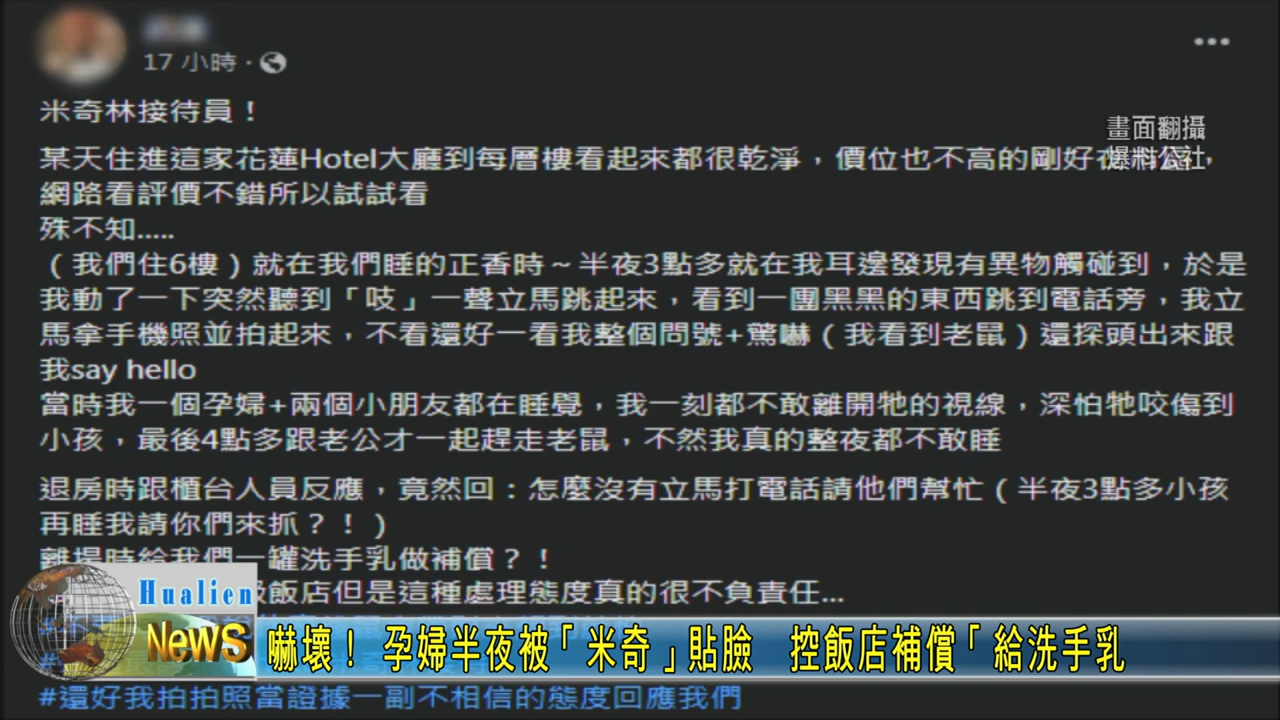 17 小時・
米奇林接待員！
畫面翻攝
爆料公社
某天住進這家花蓮Hotel大廳到每層樓看起來都很乾淨，價位也不高的剛好在
網路看評價不錯所以試試看
殊不知.....
（我們住6樓）就在我們睡的正香時～半夜3點多就在我耳邊發現有異物觸碰到，於是
我動了一下突然聽到「吱」一聲立馬跳起來，看到一團黑黑的東西跳到電話旁，我立
馬拿手機照並拍起來，不看還好一看我整個問號+驚嚇（我看到老鼠）還探頭出來跟
我say hello
當時我一個孕婦+兩個小朋友都在睡覺，我一刻都不敢離開牠的視線，深怕牠咬傷到
小孩，最後4點多跟老公才一起趕走老鼠，不然我真的整夜都不敢睡
退房時跟櫃台人員反應，竟然回：怎麼沒有立馬打電話請他們幫忙（半夜3點多小孩
再睡我請你們來抓？！）
離場時給我們一罐洗手乳做補償？！
飯店但是這種處理態度真的很不負責任...
Hualien
News
嚇壞！ 孕婦半夜被「米奇」貼臉　控飯店補償「給洗手乳
#還好我拍拍照當證據一副不相信的態度回應我們